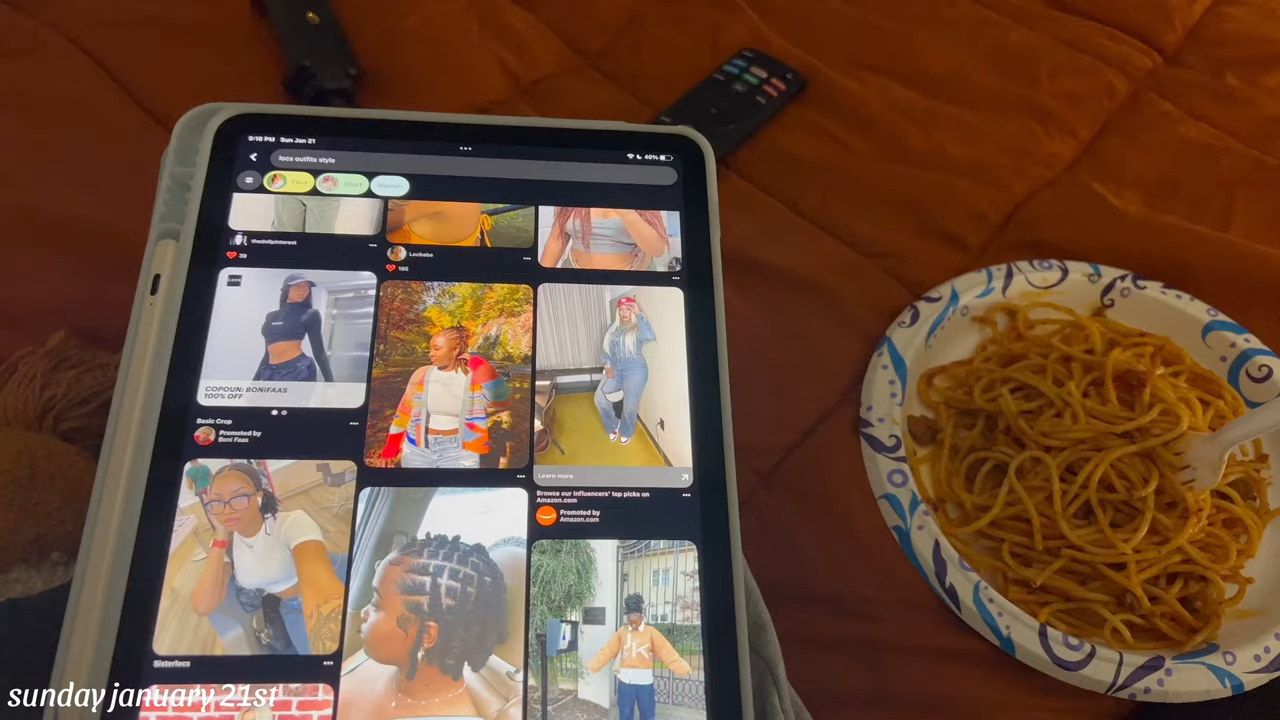 9:18 PM Sun Jan 21
40%
locs outfits style
Faux
Short
Women
thedollpinterest
39
Locbabe
185
COPOUN: BONIFAAS
100% OFF
Basic Crop
Promoted by
Boni Faas
Learn more
Browse our influencers' top picks on
Amazon.com
Promoted by
Amazon.com
Sisterlocs
sunday january 21st